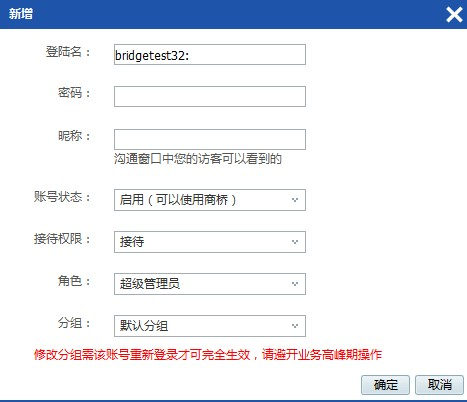 新增
登陆名：
bridgetest32:
密码：
昵称：
沟通窗口中您的访客可以看到的
账号状态： 启用（可以使用商桥）
接待权限： 接待
角色： 超级管理员
分组： 默认分组
修改分组需该账号重新登录才可完全生效，请避开业务高峰期操作
确定 取消